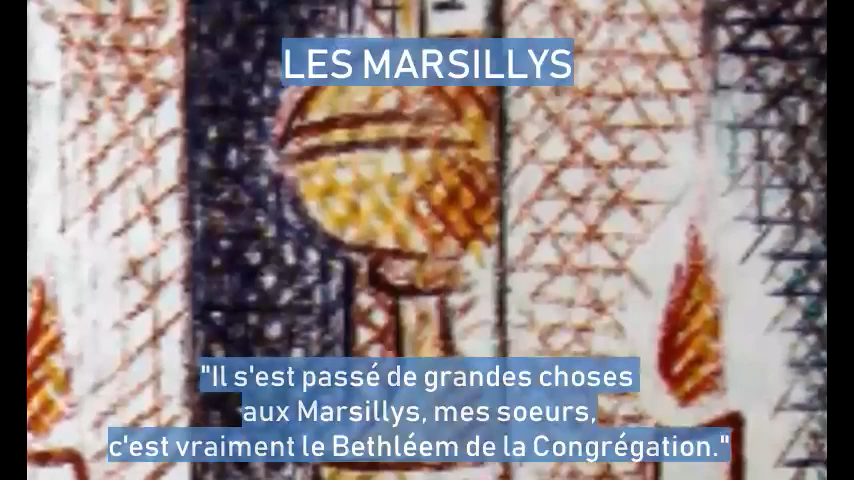 LES MARSILLYS
"Il s'est passé de grandes choses
aux Marsillys, mes soeurs,
c'est vraiment le Bethléem de la Congrégation."